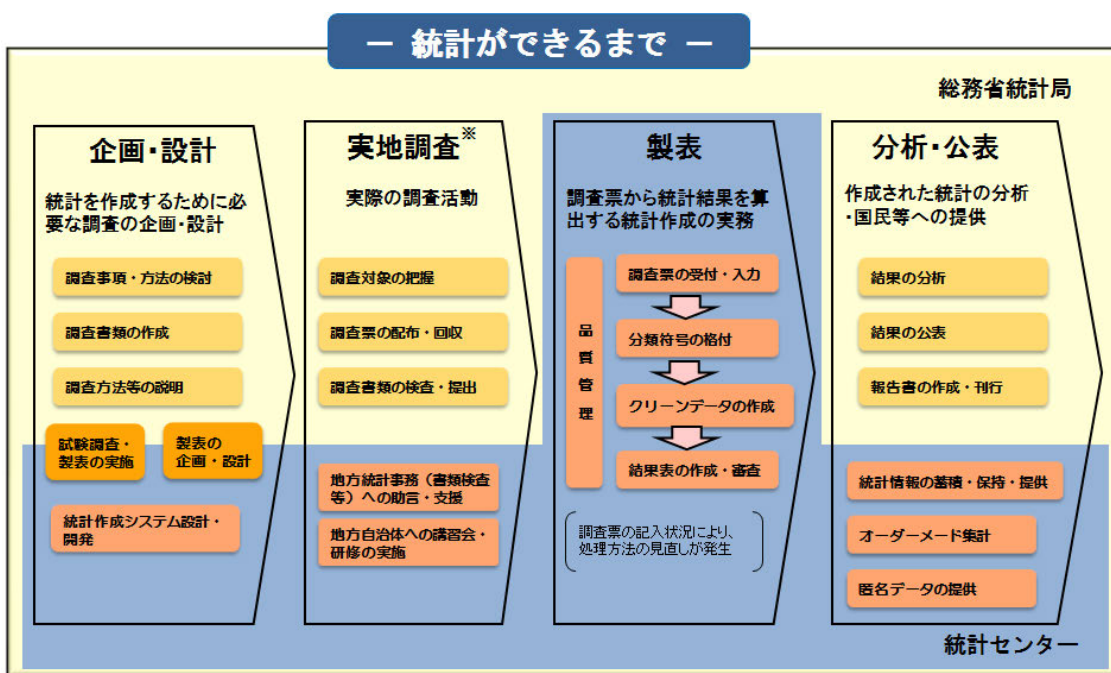 － 統計ができるまで －
総務省統計局
企画・設計
統計を作成するために必
要な調査の企画・設計
調査事項・方法の検討
調査書類の作成
調査方法等の説明
試験調査・
製表の実施
製表の
企画・設計
統計作成システム設計・
開発
実地調査※
実際の調査活動
調査対象の把握
調査票の配布・回収
調査書類の検査・提出
地方統計事務（書類検査
等）への助言・支援
地方自治体への講習会・
研修の実施
製表
調査票から統計結果を算
出する統計作成の実務
品質管理
調査票の受付・入力
分類符号の格付
クリーンデータの作成
結果表の作成・審査
調査票の記入状況により、
処理方法の見直しが発生
分析・公表
作成された統計の分析
・国民等への提供
結果の分析
結果の公表
報告書の作成・刊行
統計情報の蓄積・保持・提供
オーダーメード集計
匿名データの提供
統計センター